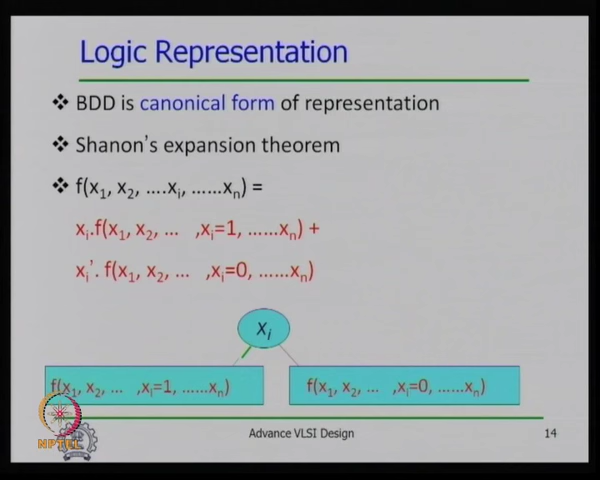 Logic Representation
❖ BDD is canonical form of representation
❖ Shanon's expansion theorem
❖ f(x₁, x₂, ….xᵢ, ……xₙ) =
xᵢ.f(x₁, x₂, … ,xᵢ=1, ……xₙ) +
xᵢ'. f(x₁, x₂, … ,xᵢ=0, ……xₙ)
Xᵢ
f(x₁, x₂, … ,xᵢ=1, ……xₙ)
f(x₁, x₂, … ,xᵢ=0, ……xₙ)
NPTEL
Advance VLSI Design
14